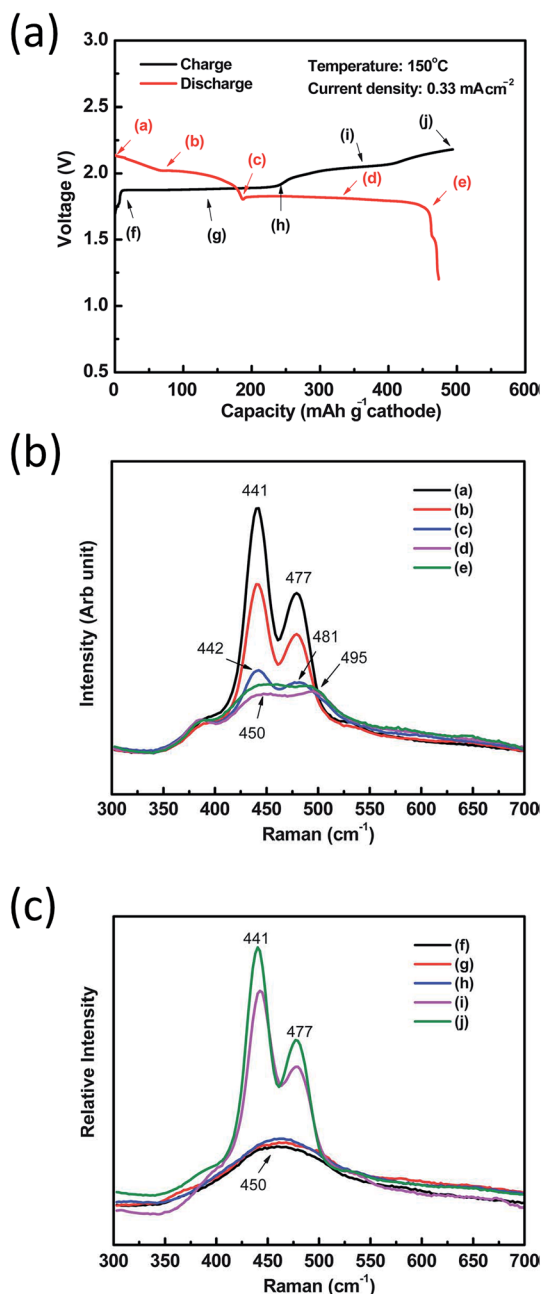 (a)
3.0
Charge
Discharge
Temperature: 150°C
Current density: 0.33 mAcm⁻²
2.5
2.0
1.5
1.0
0.5
Voltage (V)
(a)
(b)
(c)
(d)
(e)
(f)
(g)
(h)
(i)
(j)
0 100 200 300 400 500 600
Capacity (mAh g⁻¹cathode)
(b)
Intensity (Arb unit)
441
477
442
481
495
450
(a)
(b)
(c)
(d)
(e)
300 350 400 450 500 550 600 650 700
Raman (cm⁻¹)
(c)
Relative Intensity
441
477
450
(f)
(g)
(h)
(i)
(j)
300 350 400 450 500 550 600 650 700
Raman (cm⁻¹)